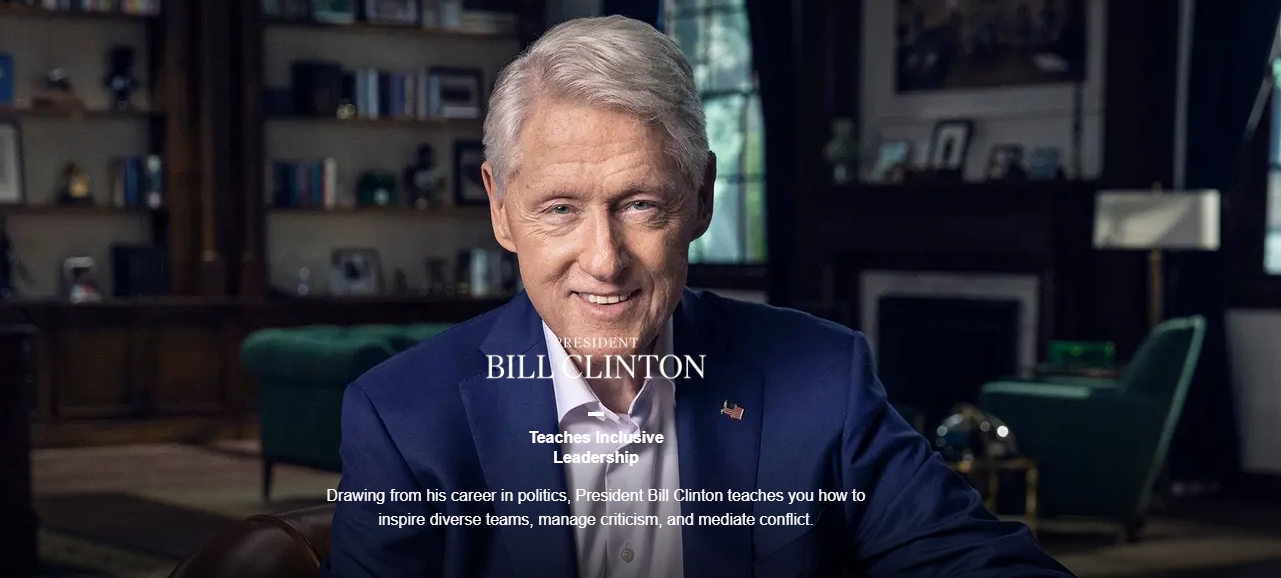 PRESIDENT
BILL CLINTON
Teaches Inclusive
Leadership
Drawing from his career in politics, President Bill Clinton teaches you how to
inspire diverse teams, manage criticism, and mediate conflict.